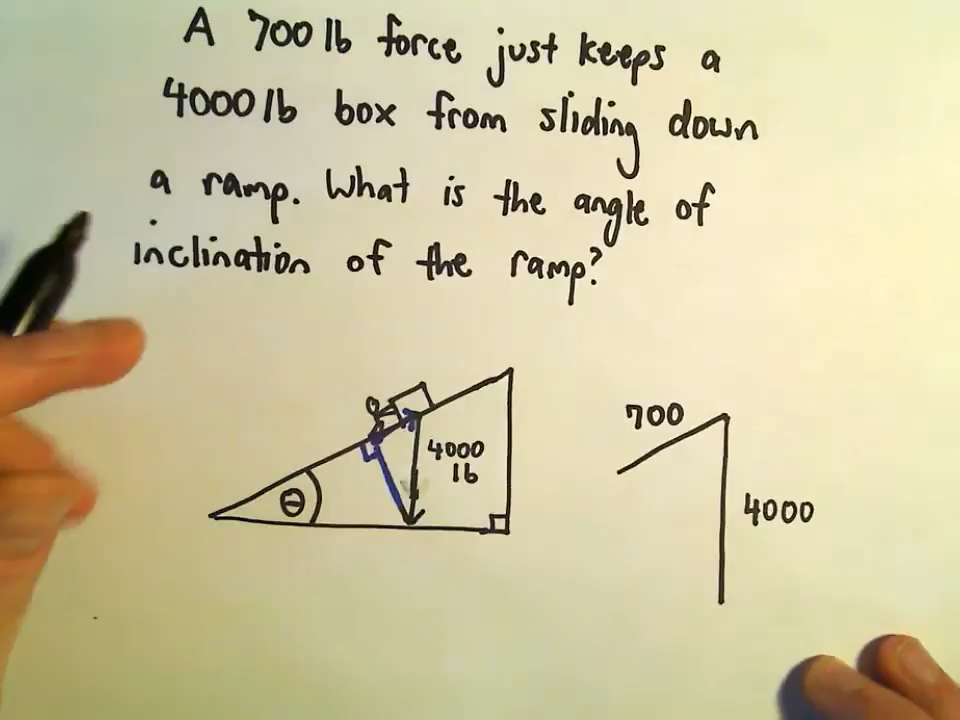 A 700 lb force just keeps a
4000 lb box from sliding down
a ramp. What is the angle of
inclination of the ramp?
700
4000
lb
θ
4000